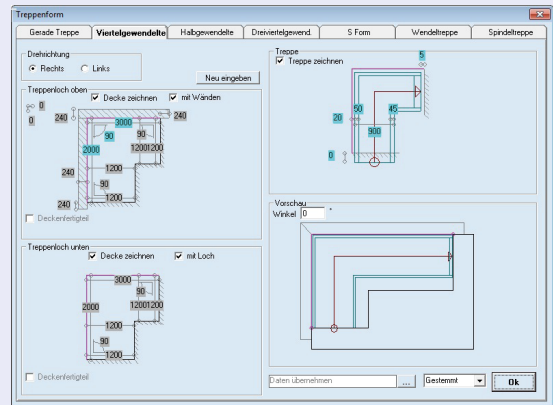 Treppenform
Gerade Treppe
Viertelgewendelte
Halbgewendelte
Dreiviertelgewend.
S Form
Wendeltreppe
Spindeltreppe
Drehrichtung
Rechts
Links
Neu eingeben
Treppenloch oben
Decke zeichnen
mit Wänden
0
0
240
240
3000
90
90
2000
1200 1200
240
1200
90
240
1200
Deckenfertigteil
Treppenloch unten
Decke zeichnen
mit Loch
3000
90
2000
1200 1200
1200
90
1200
Deckenfertigteil
Treppe
Treppe zeichnen
5
50
45
20
900
0
Vorschau
Winkel
0
°
Daten übernehmen
...
Gestemmt
Ok